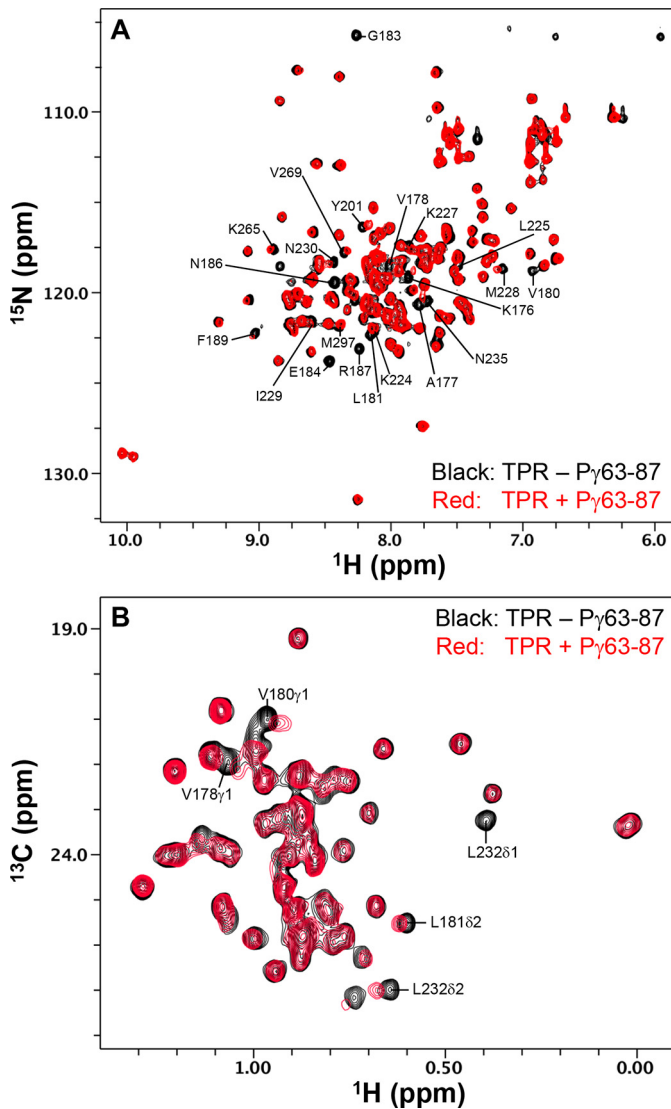 A
G183
110.0
V269
Y201
V178
K227
K265
N230
L225
N186
120.0
M228
V180
K176
F189
M297
N235
E184
R187
K224
A177
I229
L181
130.0
Black: TPR – Pγ63-87
Red: TPR + Pγ63-87
10.0 9.0 8.0 7.0 6.0
¹H (ppm)
¹⁵N (ppm)
B
19.0
Black: TPR – Pγ63-87
Red: TPR + Pγ63-87
V180γ1
V178γ1
L232δ1
24.0
L181δ2
L232δ2
1.00 0.50 0.00
¹H (ppm)
¹³C (ppm)